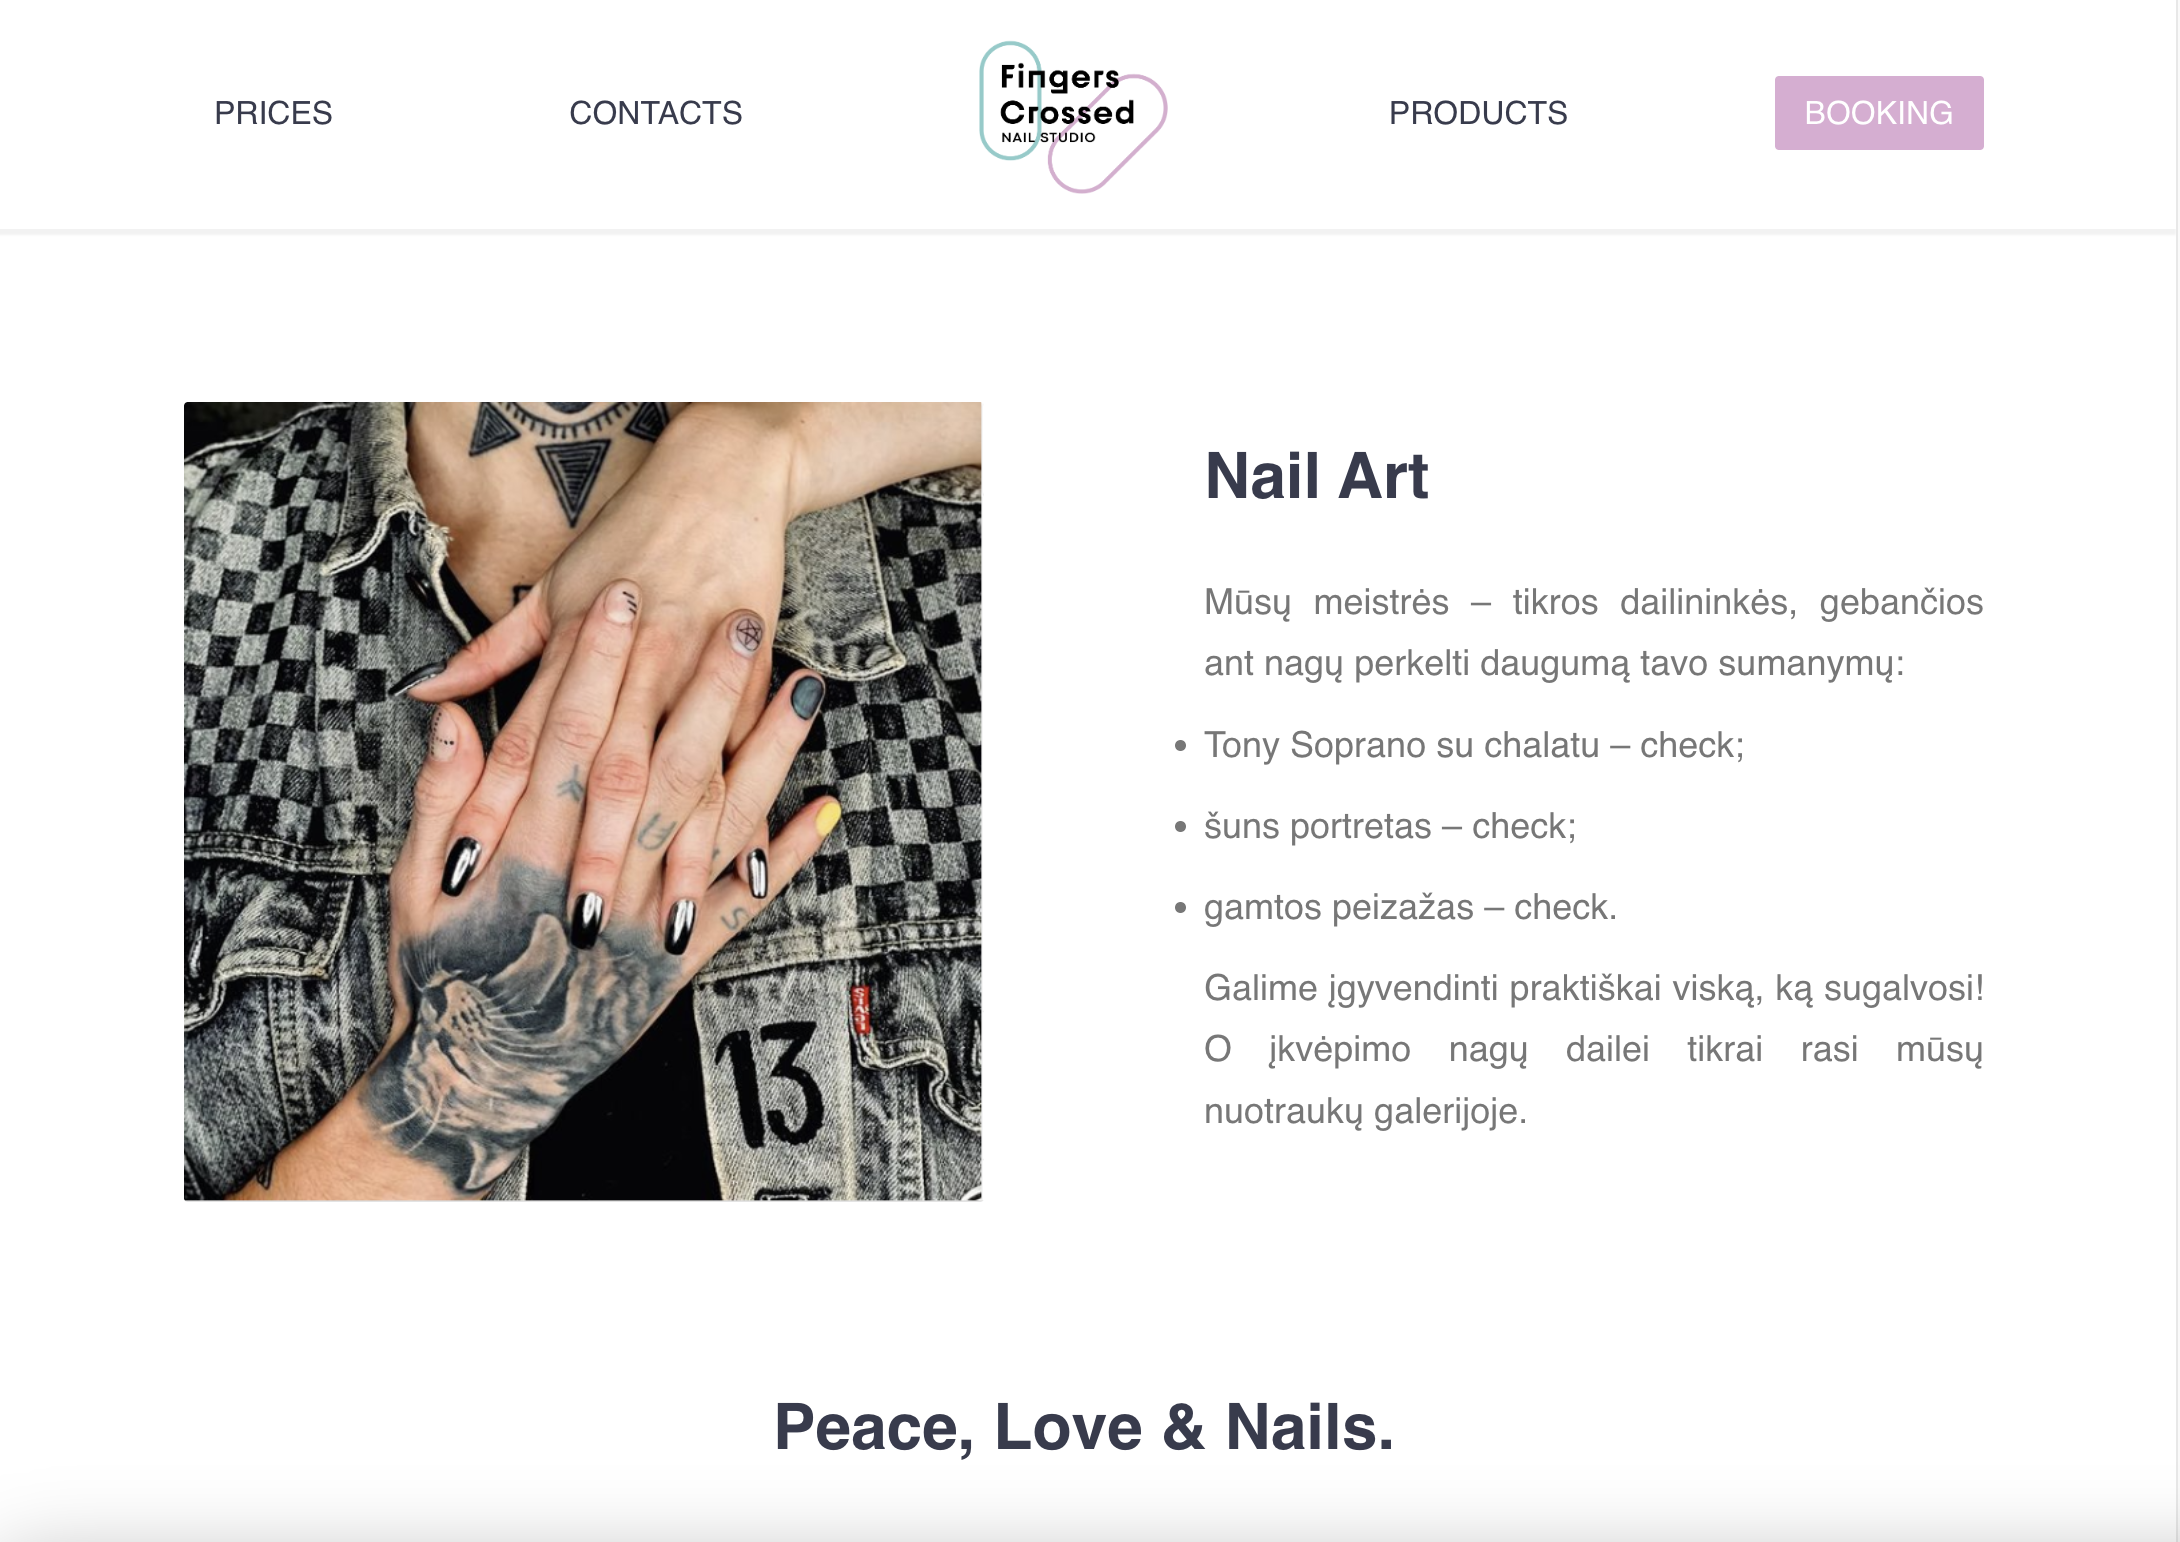 PRICES
CONTACTS
Fingers
Crossed
NAIL STUDIO
PRODUCTS
BOOKING
13
Nail Art
Mūsų meistrės – tikros dailininkės, gebančios
ant nagų perkelti daugumą tavo sumanymų:
• Tony Soprano su chalatu – check;
• šuns portretas – check;
• gamtos peizažas – check.
Galime įgyvendinti praktiškai viską, ką sugalvosi!
O įkvėpimo nagų dailei tikrai rasi mūsų
nuotraukų galerijoje.
Peace, Love & Nails.